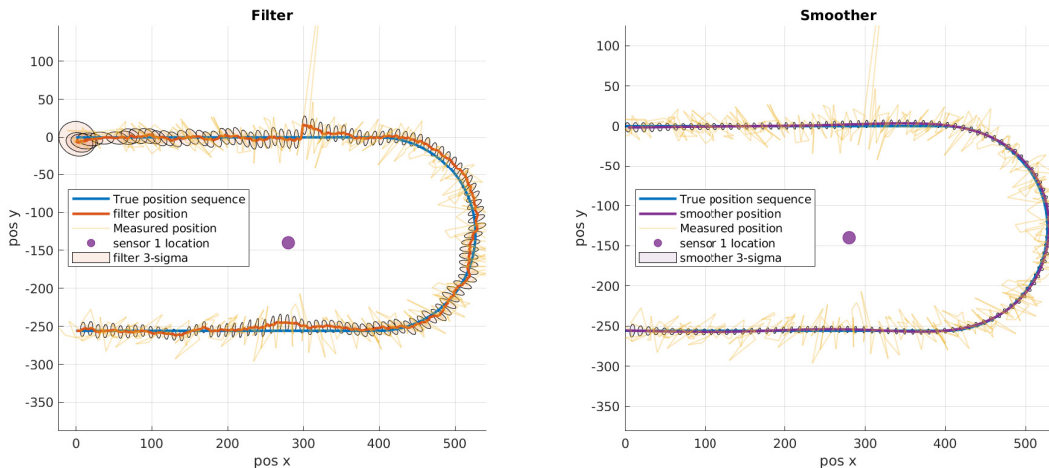 Filter
100
50
0
-50
-100
-150
-200
-250
-300
-350
pos y
True position sequence
filter position
Measured position
sensor 1 location
filter 3-sigma
0 100 200 300 400 500
pos x
Smoother
100
50
0
-50
-100
-150
-200
-250
-300
-350
pos y
True position sequence
smoother position
Measured position
sensor 1 location
smoother 3-sigma
0 100 200 300 400 500
pos x